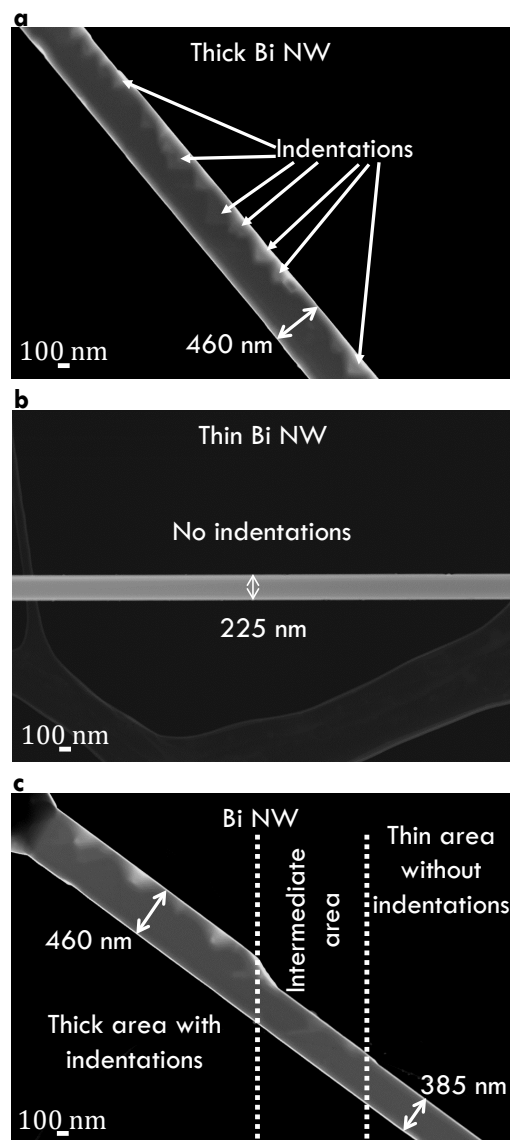 a
Thick Bi NW
Indentations
460 nm
100 nm
b
Thin Bi NW
No indentations
225 nm
100 nm
c
Bi NW
Thin area
without
indentations
Intermediate
area
460 nm
Thick area with
indentations
385 nm
100 nm